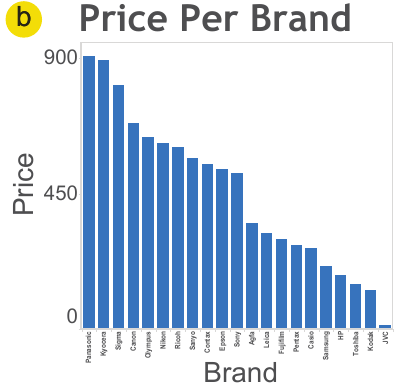 b
Price Per Brand
Price
900
450
0
Panasonic
Kyocera
Sigma
Canon
Olympus
Nikon
Ricoh
Sanyo
Contax
Epson
Sony
Agfa
Leica
Fujifilm
Pentax
Casio
Samsung
HP
Toshiba
Kodak
JVC
Brand